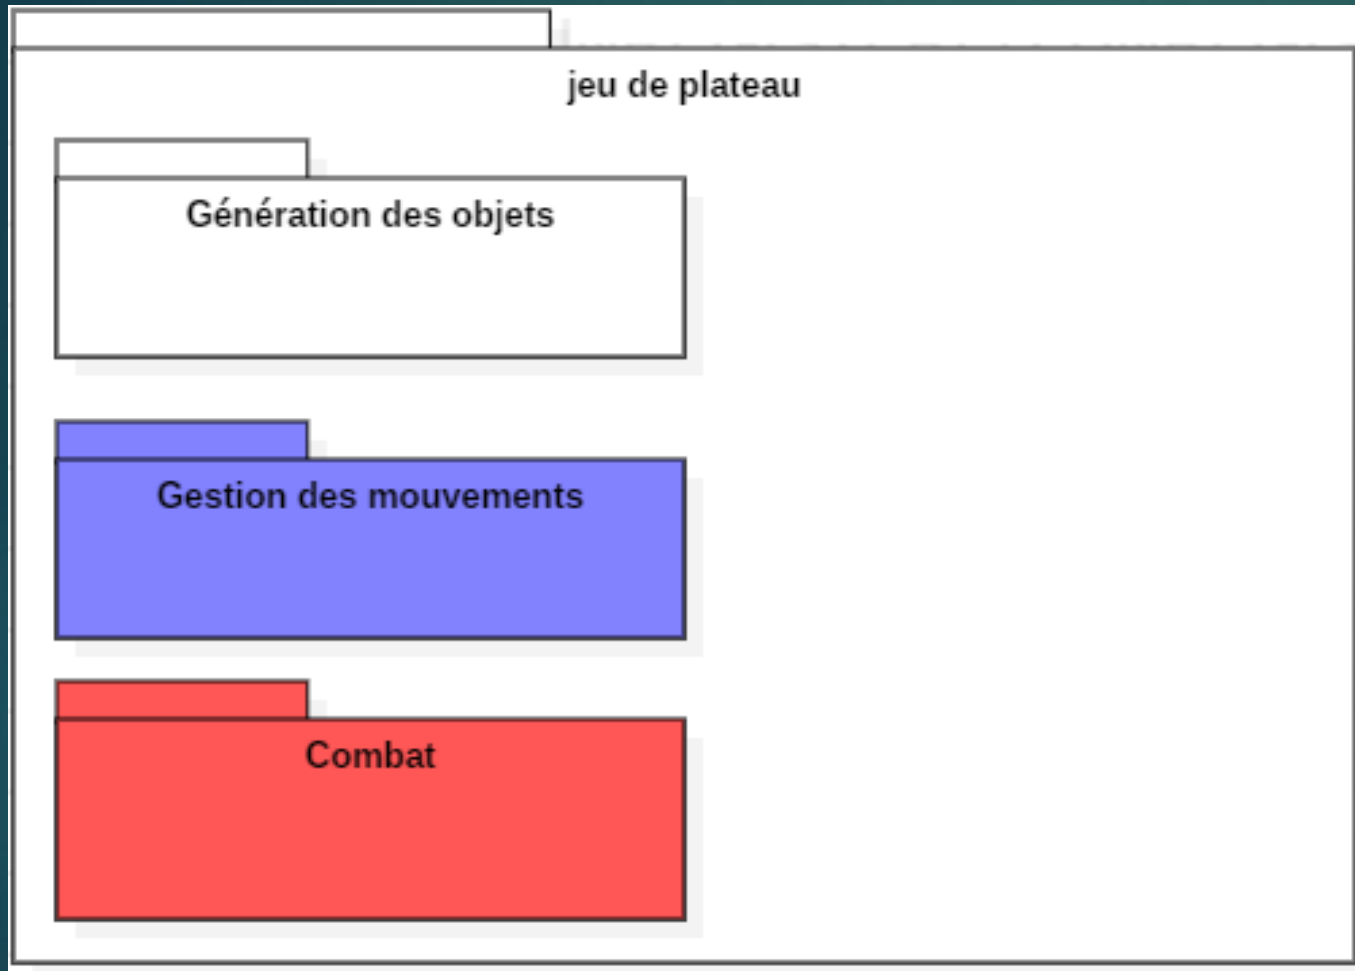 jeu de plateau
Génération des objets
Gestion des mouvements
Combat